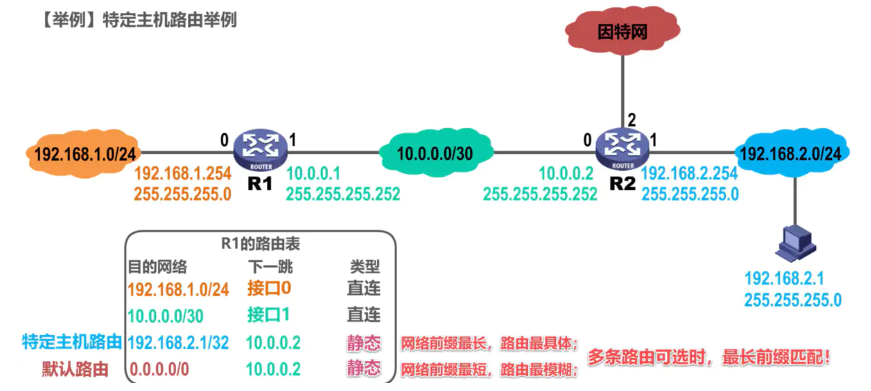 【举例】特定主机路由举例
因特网
2
0
1
0
1
192.168.1.0/24
10.0.0.0/30
192.168.2.0/24
ROUTER
ROUTER
R1
R2
192.168.1.254
255.255.255.0
10.0.0.1
255.255.255.252
10.0.0.2
255.255.255.252
192.168.2.254
255.255.255.0
192.168.2.1
255.255.255.0
R1的路由表
目的网络 下一跳 类型
192.168.1.0/24 接口0 直连
10.0.0.0/30 接口1 直连
特定主机路由 192.168.2.1/32 10.0.0.2 静态 网络前缀最长，路由最具体；
默认路由 0.0.0.0/0 10.0.0.2 静态 网络前缀最短，路由最模糊；
多条路由可选时，最长前缀匹配！